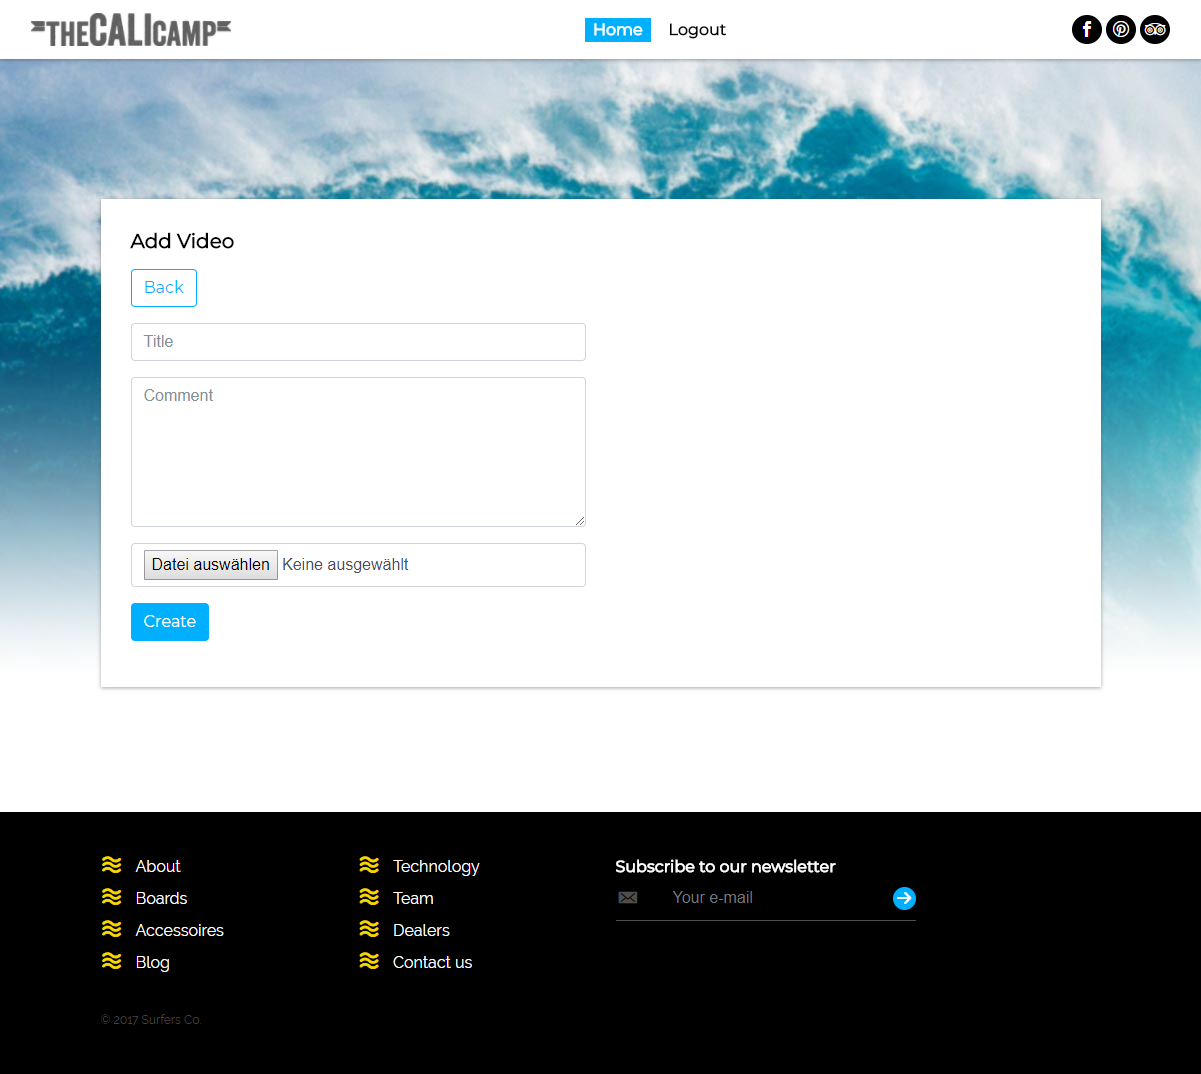 THECALICAMP
Home Logout
Add Video
Back
Title
Comment
Datei auswählen Keine ausgewählt
Create
About
Boards
Accessoires
Blog
Technology
Team
Dealers
Contact us
Subscribe to our newsletter
Your e-mail
© 2017 Surfers Co.